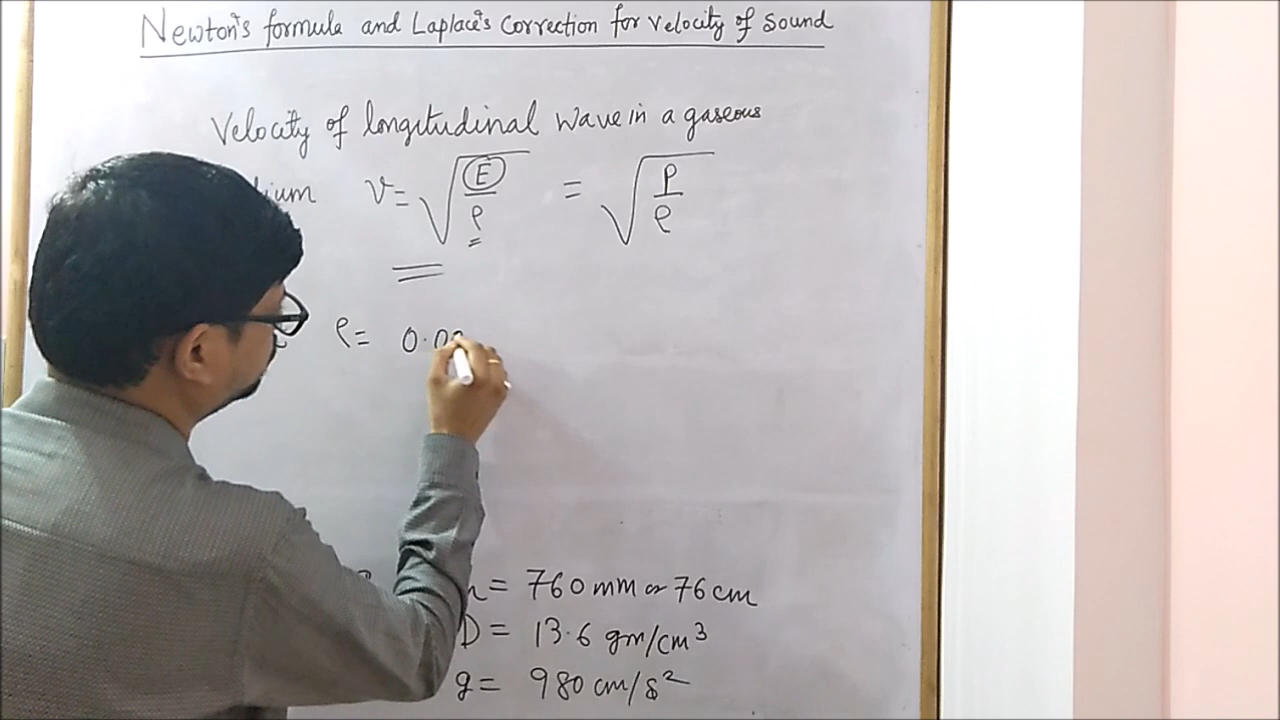 Newton's formula and Laplace's Correction for velocity of Sound
Velocity of longitudinal wave in a gaseous
v = √(E/ρ) = √(P/ρ)
ρ = 0.00
= 760 mm or 76 cm
D = 13.6 gm/cm³
g = 980 cm/s²